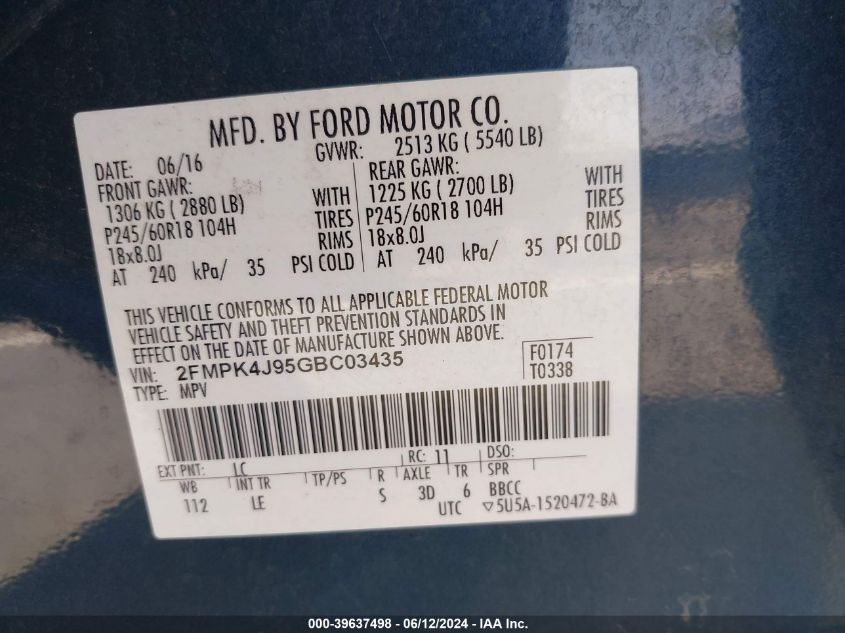 MFD. BY FORD MOTOR CO.
DATE: 06/16 GVWR: 2513 KG ( 5540 LB)
FRONT GAWR: REAR GAWR:
1306 KG ( 2880 LB) WITH 1225 KG ( 2700 LB) WITH
P245/60R18 104H TIRES P245/60R18 104H TIRES
18x8.0J RIMS 18x8.0J RIMS
AT 240 kPa/ 35 PSI COLD AT 240 kPa/ 35 PSI COLD
THIS VEHICLE CONFORMS TO ALL APPLICABLE FEDERAL MOTOR
VEHICLE SAFETY AND THEFT PREVENTION STANDARDS IN
EFFECT ON THE DATE OF MANUFACTURE SHOWN ABOVE.
VIN: 2FMPK4J95GBC03435 F0174
TYPE: MPV T0338
EXT PNT: LC RC: 11 DSO:
WB INT TR TP/PS R AXLE TR SPR
112 LE S 3D 6 BBCC
UTC ▽5U5A-1520472-BA
000-39637498 - 06/12/2024 - IAA Inc.